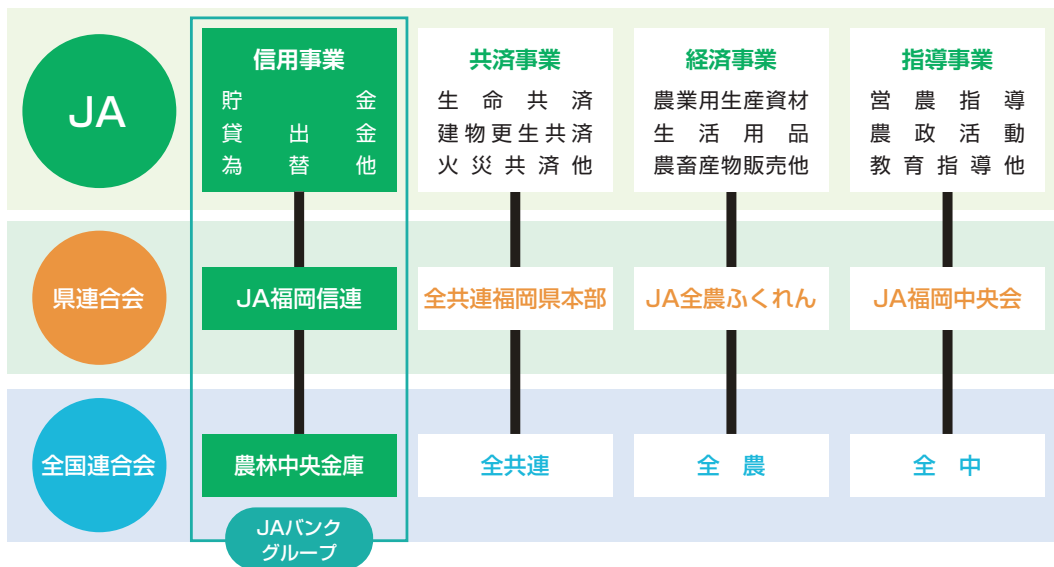 JA
信用事業
貯金
貸出金
為替他
共済事業
生命共済
建物更生共済
火災共済他
経済事業
農業用生産資材
生活用品
農畜産物販売他
指導事業
営農指導
農政活動
教育指導他
県連合会
JA福岡信連
全共連福岡県本部
JA全農ふくれん
JA福岡中央会
全国連合会
農林中央金庫
全共連
全農
全中
JAバンク
グループ